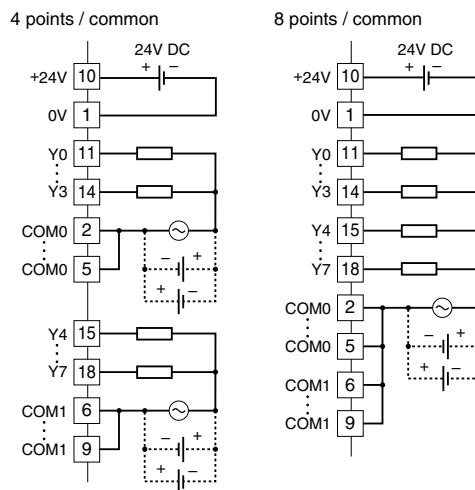 4 points / common
24V DC
+ −
+24V 10
0V 1
Y0 11
Y3 14
COM0 2
− +
COM0 5
+ −
Y4 15
Y7 18
COM1 6
− +
COM1 9
+ −
8 points / common
24V DC
+ −
+24V 10
0V 1
Y0 11
Y3 14
Y4 15
Y7 18
COM0 2
− +
COM0 5
+ −
COM1 6
COM1 9